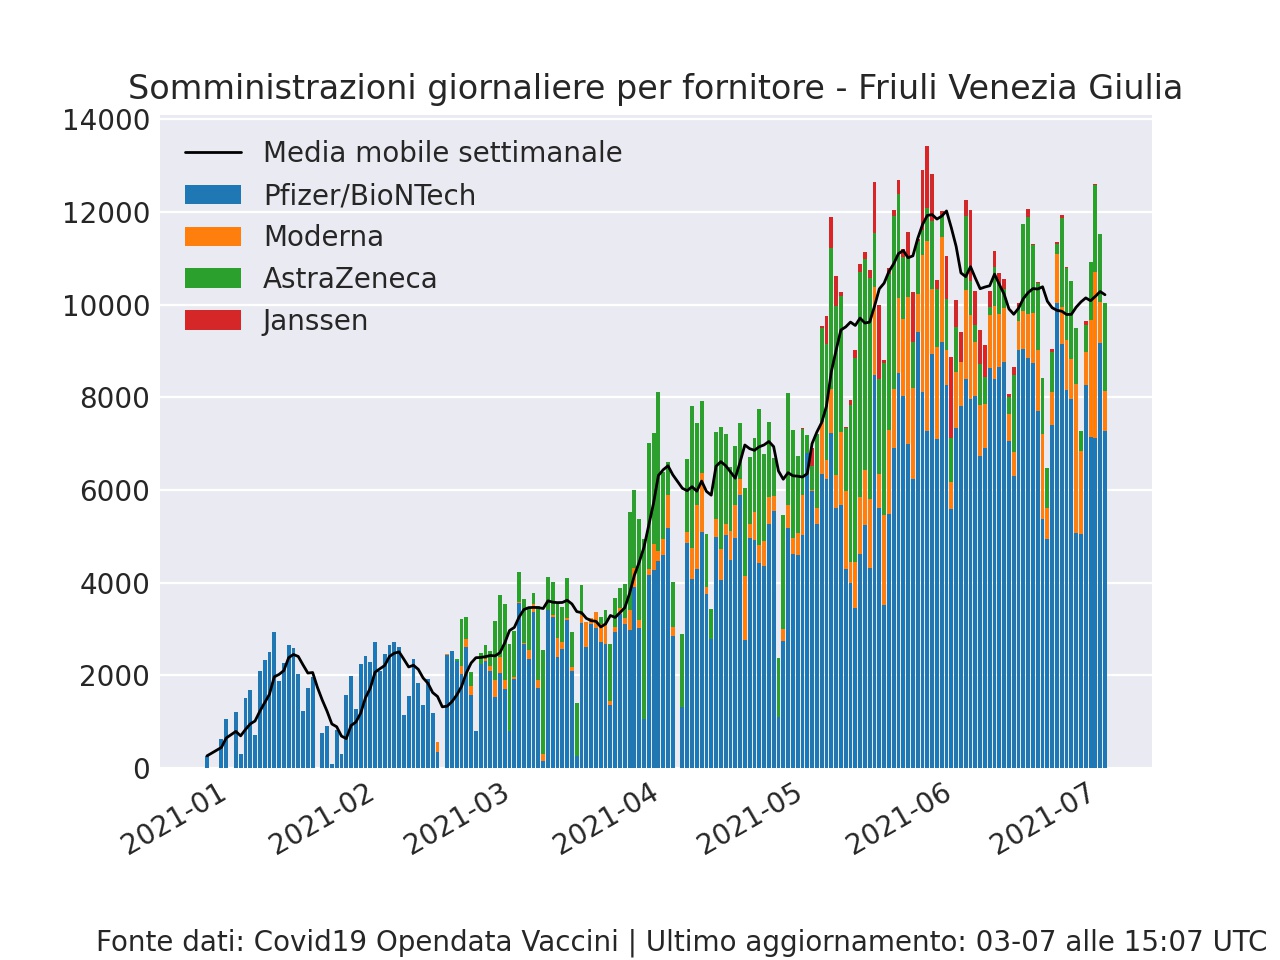 Somministrazioni giornaliere per fornitore - Friuli Venezia Giulia
14000
12000
10000
8000
6000
4000
2000
0
Media mobile settimanale
Pfizer/BioNTech
Moderna
AstraZeneca
Janssen
2021-01
2021-02
2021-03
2021-04
2021-05
2021-06
2021-07
Fonte dati: Covid19 Opendata Vaccini | Ultimo aggiornamento: 03-07 alle 15:07 UTC